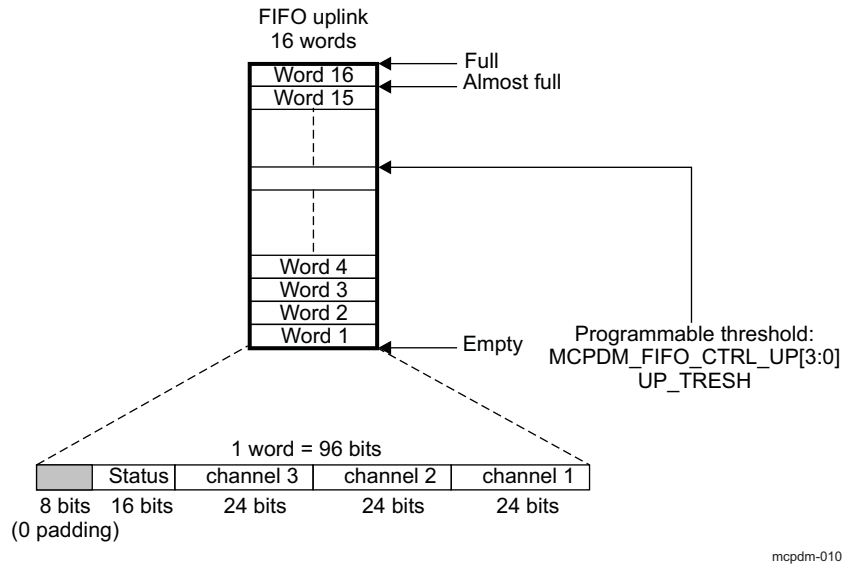 FIFO uplink
16 words
Full
Word 16
Almost full
Word 15
Word 4
Word 3
Word 2
Word 1
Empty
Programmable threshold:
MCPDM_FIFO_CTRL_UP[3:0]
UP_TRESH
1 word = 96 bits
Status channel 3 channel 2 channel 1
8 bits 16 bits 24 bits 24 bits 24 bits
(0 padding)
mcpdm-010